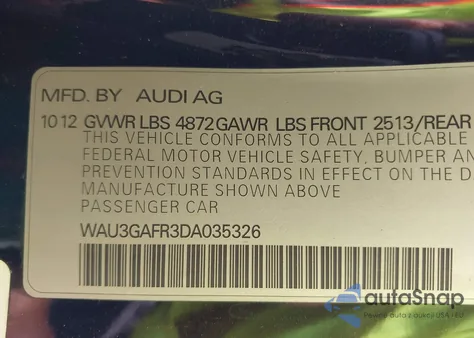 MFD. BY AUDI AG
10 12 GVWR LBS 4872 GAWR LBS FRONT 2513/REAR
THIS VEHICLE CONFORMS TO ALL APPLICABLE
FEDERAL MOTOR VEHICLE SAFETY, BUMPER AN
PREVENTION STANDARDS IN EFFECT ON THE D
MANUFACTURE SHOWN ABOVE
PASSENGER CAR
WAU3GAFR3DA035326
autoSnap